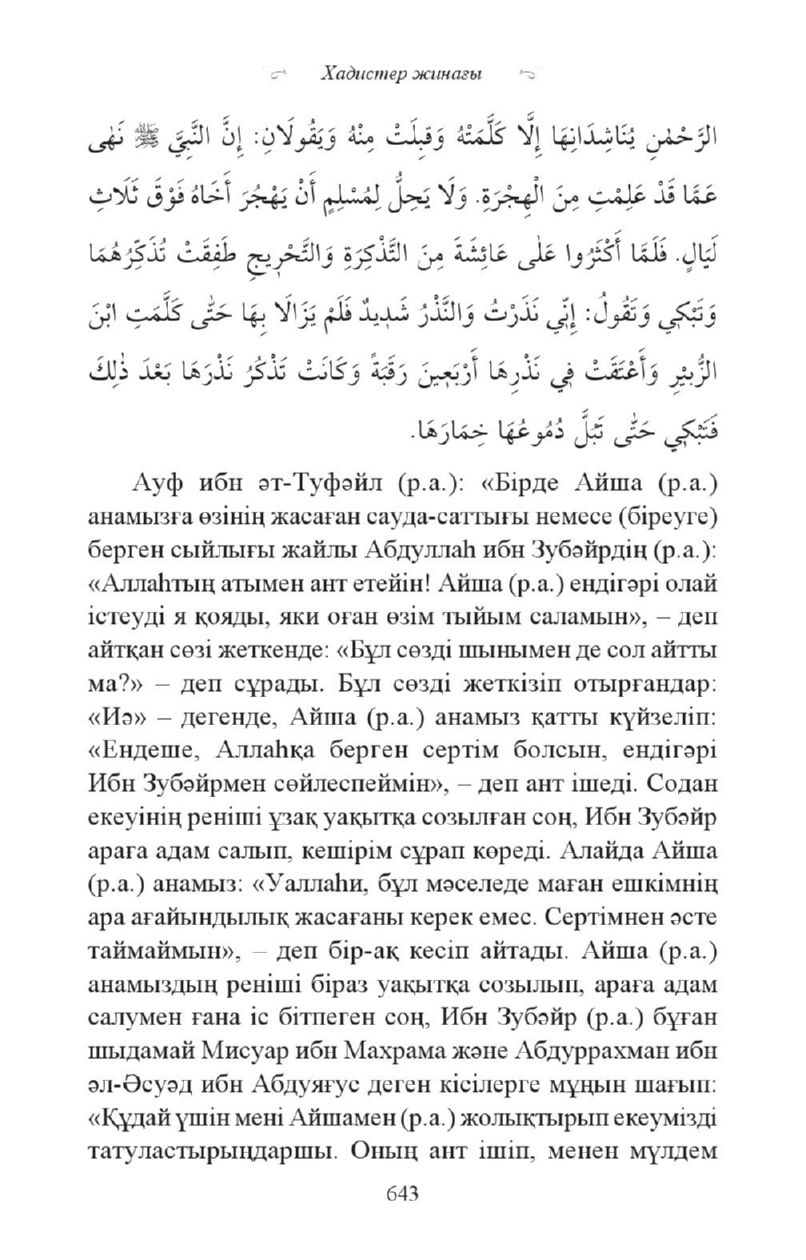 Хадистер жинағы
الرَّحْمٰنِ يُنَاشِدَانِهَا إِلَّا كَلَّمَتْهُ وَقَبِلَتْ مِنْهُ وَيَقُولَانِ: إِنَّ النَّبِيَّ ﷺ نَهٰى
عَمَّا قَدْ عَلِمْتِ مِنَ الْهِجْرَةِ. وَلَا يَحِلُّ لِمُسْلِمٍ أَنْ يَهْجُرَ أَخَاهُ فَوْقَ ثَلَاثِ
لَيَالٍ. فَلَمَّا أَكْثَرُوا عَلٰى عَائِشَةَ مِنَ التَّذْكِرَةِ وَالتَّحْرِيجِ طَفِقَتْ تُذَكِّرُهُمَا
وَتَبْكِي وَتَقُولُ: إِنِّي نَذَرْتُ وَالنَّذْرُ شَدِيدٌ فَلَمْ يَزَالَا بِهَا حَتّٰى كَلَّمَتِ ابْنَ
الزُّبَيْرِ وَأَعْتَقَتْ فِي نَذْرِهَا أَرْبَعِينَ رَقَبَةً وَكَانَتْ تَذْكُرُ نَذْرَهَا بَعْدَ ذٰلِكَ
فَتَبْكِي حَتّٰى تَبُلَّ دُمُوعُهَا خِمَارَهَا.
Ауф ибн әт-Туфәйл (р.а.): «Бірде Айша (р.а.)
анамызға өзінің жасаған сауда-саттығы немесе (біреуге)
берген сыйлығы жайлы Абдуллаһ ибн Зубәйрдің (р.а.):
«Аллаһтың атымен ант етейін! Айша (р.а.) ендігәрі олай
істеуді я қояды, яки оған өзім тыйым саламын», – деп
айтқан сөзі жеткенде: «Бұл сөзді шынымен де сол айтты
ма?» – деп сұрады. Бұл сөзді жеткізіп отырғандар:
«Иә» – дегенде, Айша (р.а.) анамыз қатты күйзеліп:
«Ендеше, Аллаһқа берген сертім болсын, ендігәрі
Ибн Зубәйрмен сөйлеспеймін», – деп ант ішеді. Содан
екеуінің реніші ұзақ уақытқа созылған соң, Ибн Зубәйр
араға адам салып, кешірім сұрап көреді. Алайда Айша
(р.а.) анамыз: «Уаллаһи, бұл мәселеде маған ешкімнің
ара ағайындылық жасағаны керек емес. Сертімнен әсте
таймаймын», – деп бір-ақ кесіп айтады. Айша (р.а.)
анамыздың реніші біраз уақытқа созылып, араға адам
салумен ғана іс бітпеген соң, Ибн Зубәйр (р.а.) бұған
шыдамай Мисуар ибн Махрама және Абдуррахман ибн
әл-Әсуәд ибн Абдуяғус деген кісілерге мұңын шағып:
«Құдай үшін мені Айшамен (р.а.) жолықтырып екеумізді
татуластырыңдаршы. Оның ант ішіп, менен мүлдем
643